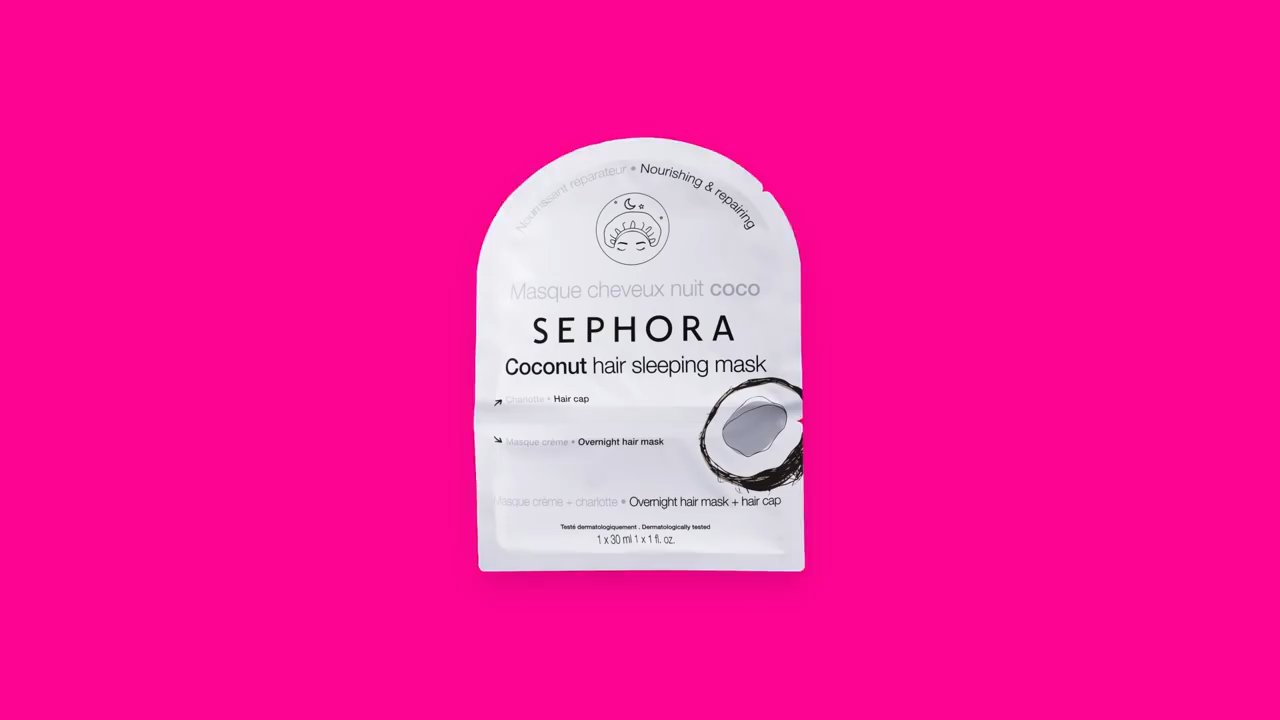 Nourrissant réparateur • Nourishing & repairing
Masque cheveux nuit coco
SEPHORA
Coconut hair sleeping mask
Charlotte • Hair cap
Masque crème • Overnight hair mask
Masque crème + charlotte • Overnight hair mask + hair cap
Testé dermatologiquement . Dermatologically tested
1 x 30 ml 1 x 1 fl. oz.